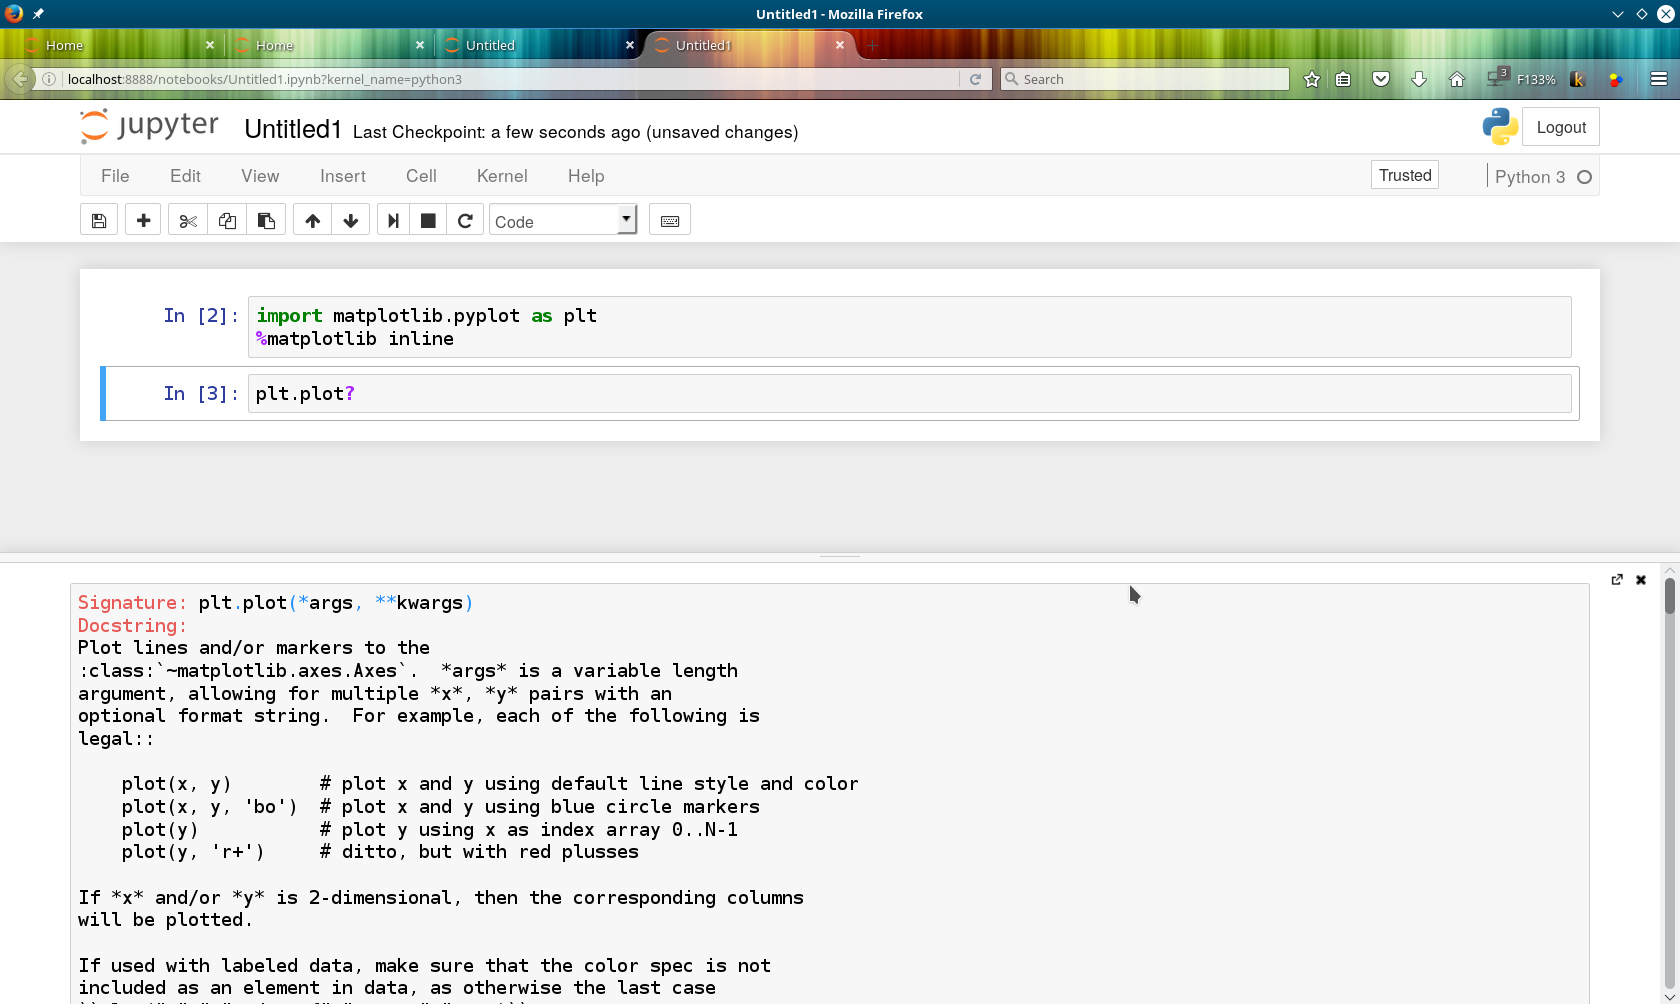 Untitled1 - Mozilla Firefox
Home
Home
Untitled
Untitled1
localhost:8888/notebooks/Untitled1.ipynb?kernel_name=python3
Search
3
F133%
k
jupyter
Untitled1 Last Checkpoint: a few seconds ago (unsaved changes)
Logout
File Edit View Insert Cell Kernel Help
Trusted
Python 3
Code
In [2]: import matplotlib.pyplot as plt
%matplotlib inline
In [3]: plt.plot?
Signature: plt.plot(*args, **kwargs)
Docstring:
Plot lines and/or markers to the
:class:`~matplotlib.axes.Axes`.  *args* is a variable length
argument, allowing for multiple *x*, *y* pairs with an
optional format string.  For example, each of the following is
legal::
    plot(x, y)        # plot x and y using default line style and color
    plot(x, y, 'bo')  # plot x and y using blue circle markers
    plot(y)           # plot y using x as index array 0..N-1
    plot(y, 'r+')     # ditto, but with red plusses
If *x* and/or *y* is 2-dimensional, then the corresponding columns
will be plotted.
If used with labeled data, make sure that the color spec is not
included as an element in data, as otherwise the last case